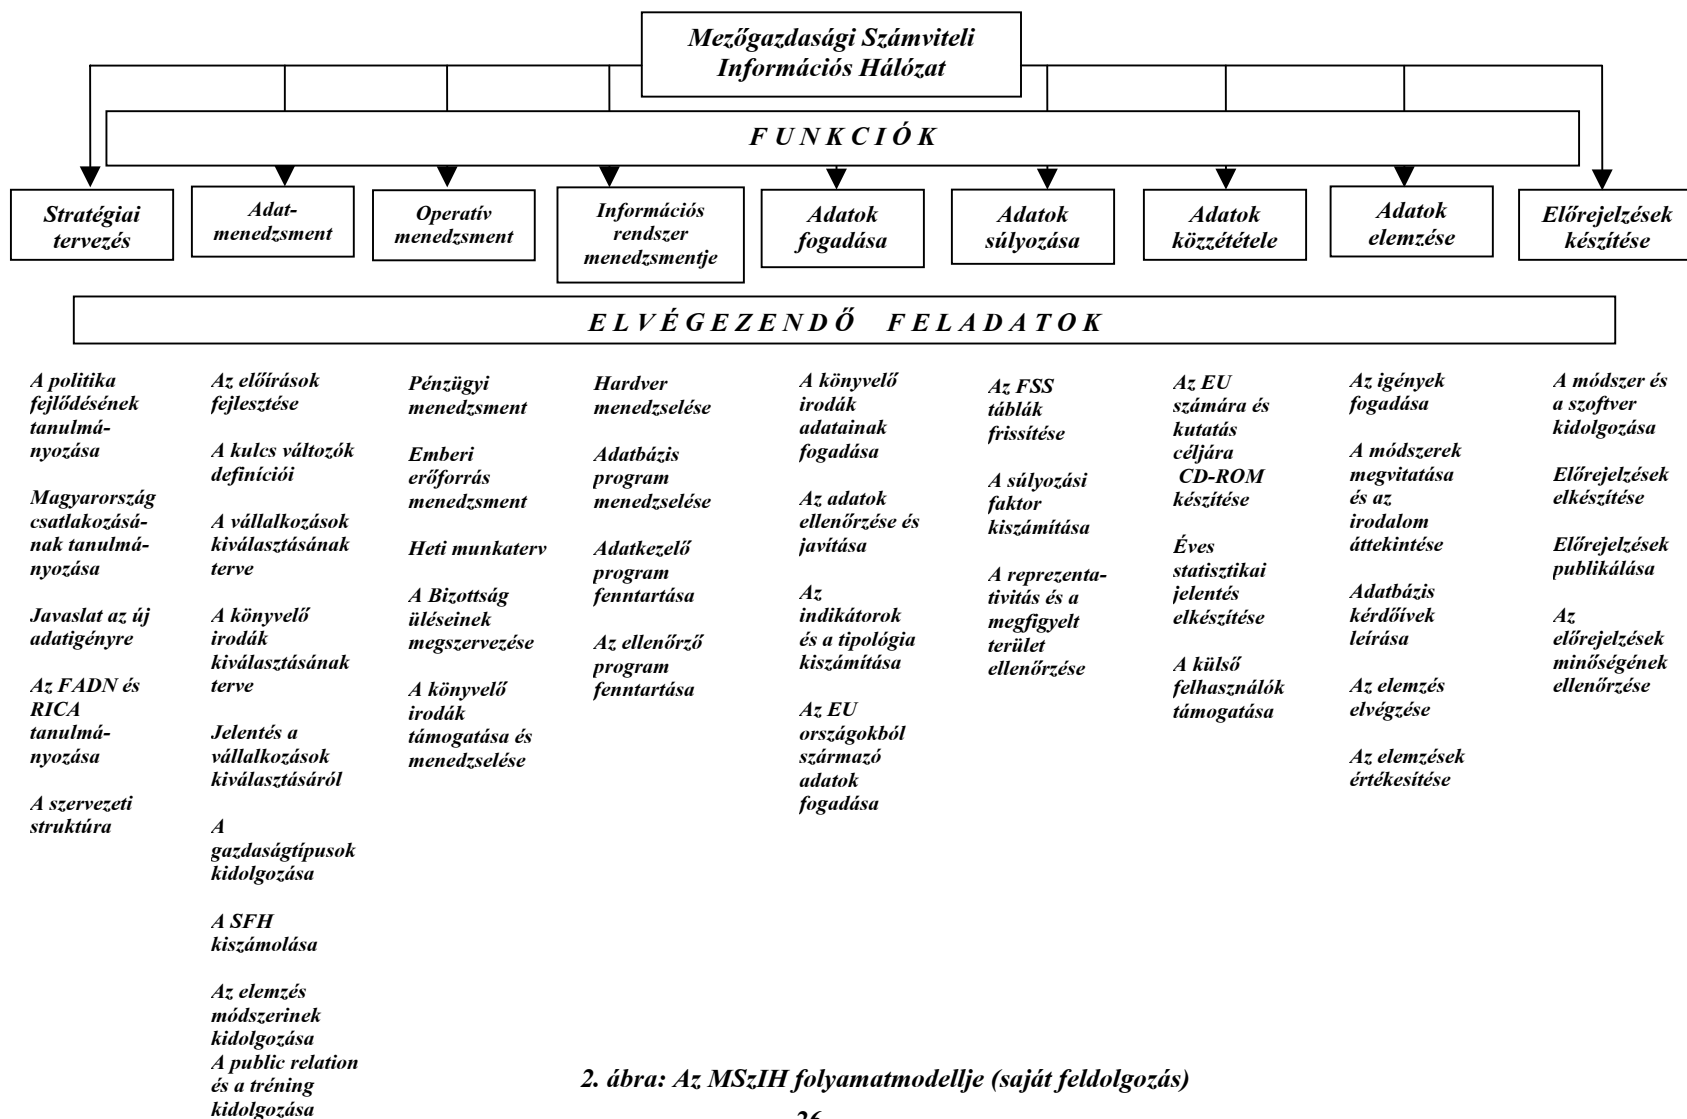 Mezőgazdasági Számviteli
Információs Hálózat
FUNKCIÓK
Stratégiai
tervezés
Adat-
menedzsment
Operatív
menedzsment
Információs
rendszer
menedzsmentje
Adatok
fogadása
Adatok
súlyozása
Adatok
közzététele
Adatok
elemzése
Előrejelzések
készítése
ELVÉGEZENDŐ FELADATOK
A politika
fejlődésének
tanulmá-
nyozása
Magyarország
csatlakozásá-
nak tanulmá-
nyozása
Javaslat az új
adatigényre
Az FADN és
RICA
tanulmá-
nyozása
A szervezeti
struktúra
Az előírások
fejlesztése
A kulcs változók
definíciói
A vállalkozások
kiválasztásának
terve
A könyvelő
irodák
kiválasztásának
terve
Jelentés a
vállalkozások
kiválasztásáról
A
gazdaságtípusok
kidolgozása
A SFH
kiszámolása
Az elemzés
módszerinek
kidolgozása
A public relation
és a tréning
kidolgozása
Pénzügyi
menedzsment
Emberi
erőforrás
menedzsment
Heti munkaterv
A Bizottság
üléseinek
megszervezése
A könyvelő
irodák
támogatása és
menedzselése
Hardver
menedzselése
Adatbázis
program
menedzselése
Adatkezelő
program
fenntartása
Az ellenőrző
program
fenntartása
A könyvelő
irodák
adatainak
fogadása
Az adatok
ellenőrzése és
javítása
Az
indikátorok
és a tipológia
kiszámítása
Az EU
országokból
származó
adatok
fogadása
Az FSS
táblák
frissítése
A súlyozási
faktor
kiszámítása
A reprezenta-
tivitás és a
megfigyelt
terület
ellenőrzése
Az EU
számára és
kutatás
céljára
CD-ROM
készítése
Éves
statisztikai
jelentés
elkészítése
A külső
felhasználók
támogatása
Az igények
fogadása
A módszerek
megvitatása
és az
irodalom
áttekintése
Adatbázis
kérdőívek
leírása
Az elemzés
elvégzése
Az elemzések
értékesítése
A módszer és
a szoftver
kidolgozása
Előrejelzések
elkészítése
Előrejelzések
publikálása
Az
előrejelzések
minőségének
ellenőrzése
2. ábra: Az MSzIH folyamatmodellje (saját feldolgozás)
26